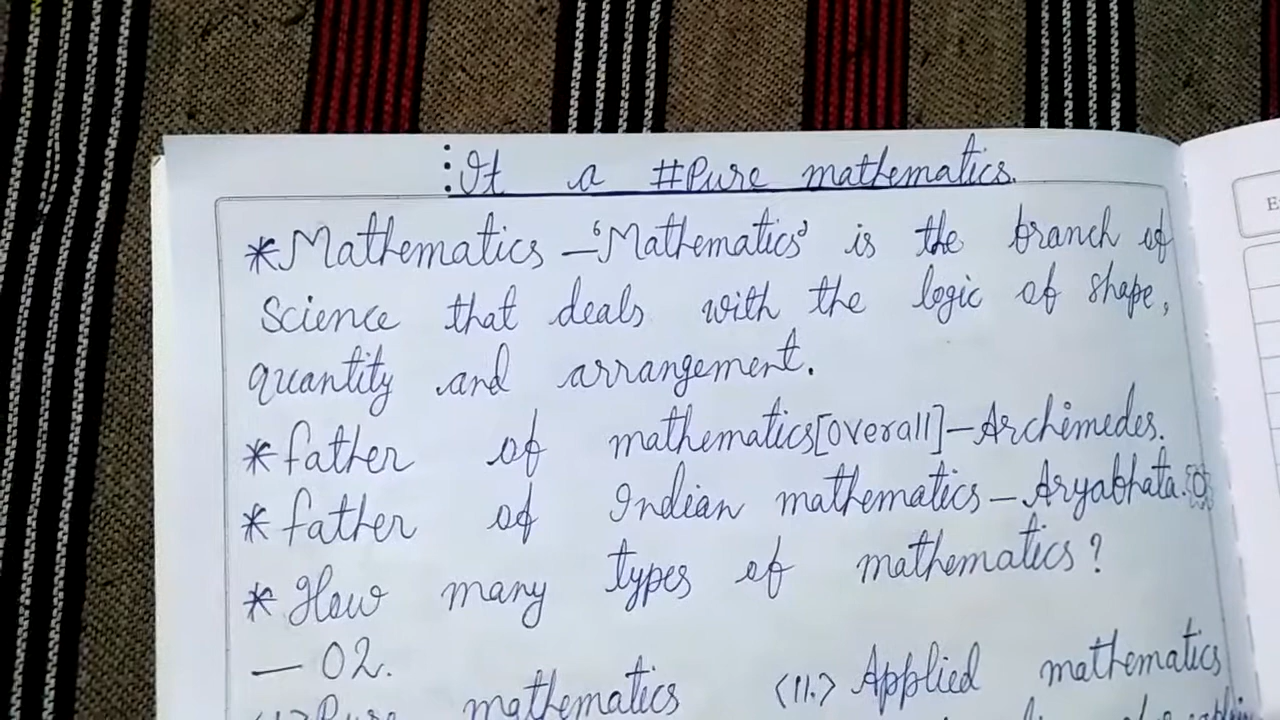 :It a #Pure mathematics.
*Mathematics –'Mathematics' is the branch of
Science that deals with the logic of shape,
quantity and arrangement.
*father of mathematics[overall]–Archimedes.
*father of Indian mathematics–Aryabhata.
*How many types of mathematics?
— 02.
Pure mathematics <11.> Applied mathematics